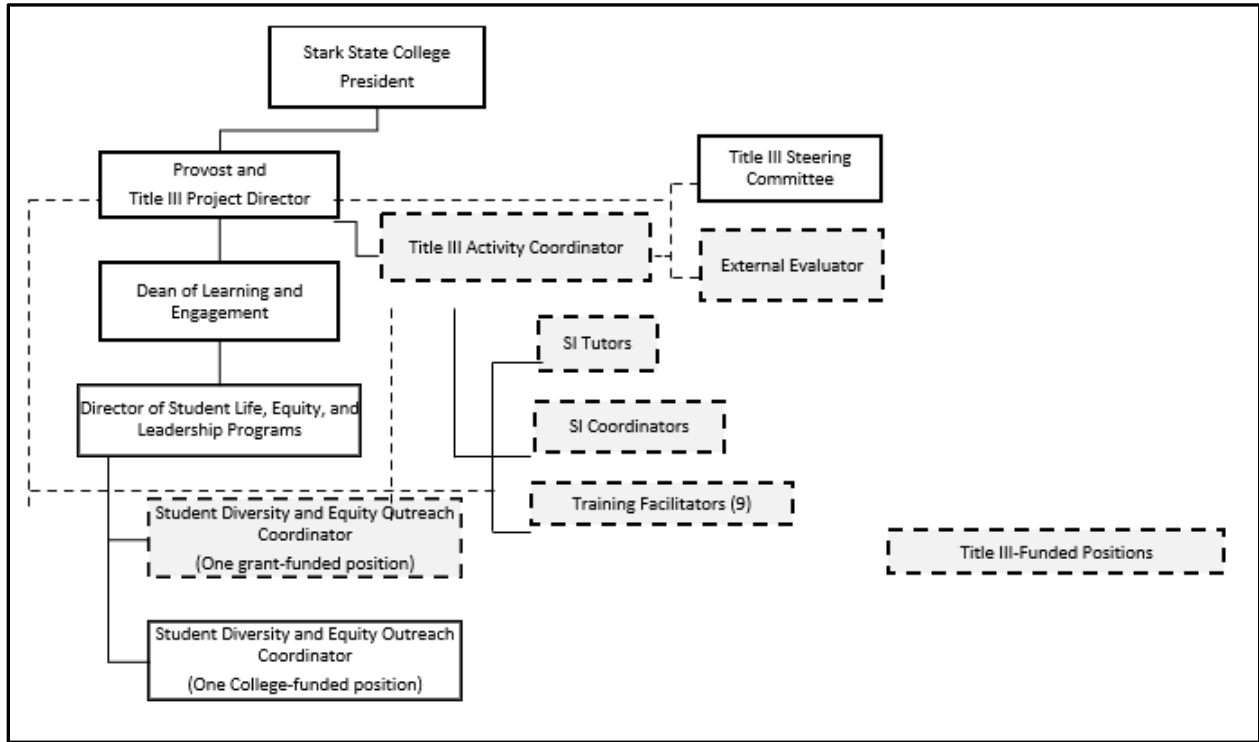 Stark State College
President
Provost and
Title III Project Director
Title III Steering
Committee
Title III Activity Coordinator
External Evaluator
Dean of Learning and
Engagement
SI Tutors
Director of Student Life, Equity, and
Leadership Programs
SI Coordinators
Training Facilitators (9)
Student Diversity and Equity Outreach
Coordinator
(One grant-funded position)
Title III-Funded Positions
Student Diversity and Equity Outreach
Coordinator
(One College-funded position)